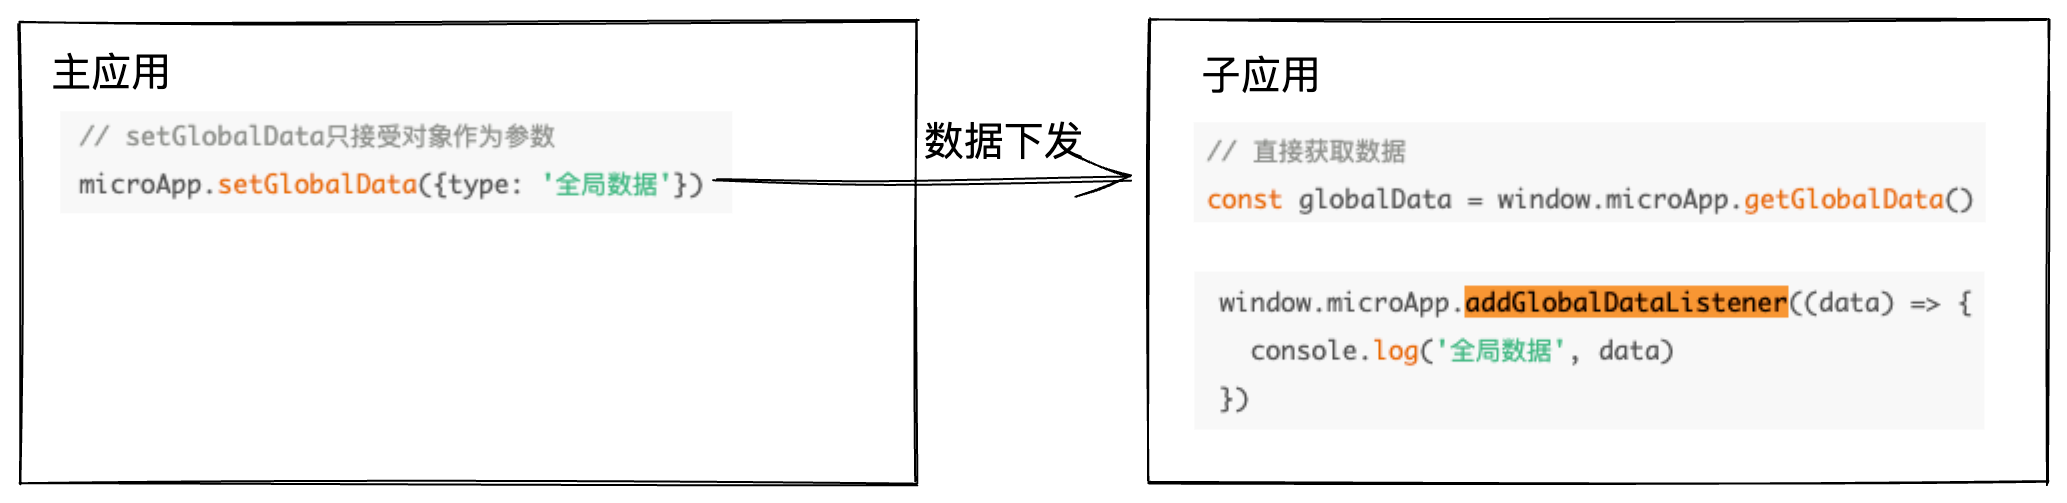 主应用
// setGlobalData只接受对象作为参数
microApp.setGlobalData({type: '全局数据'})
数据下发
子应用
// 直接获取数据
const globalData = window.microApp.getGlobalData()
window.microApp.addGlobalDataListener((data) => {
console.log('全局数据', data)
})